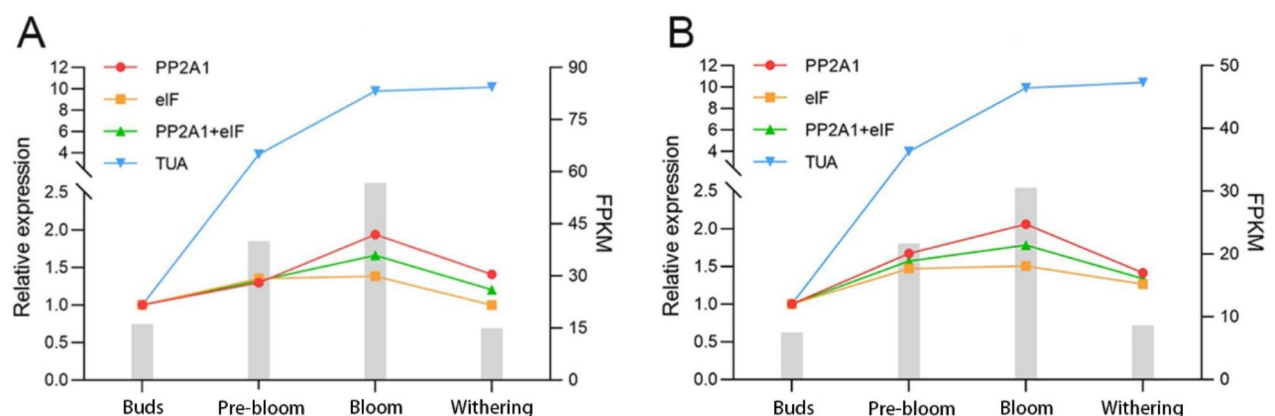 A
PP2A1
eIF
PP2A1+eIF
TUA
Relative expression
12
10
8
6
4
2.5
2.0
1.5
1.0
0.5
0.0
90
75
60
45
30
15
0
FPKM
Buds Pre-bloom Bloom Withering
B
PP2A1
eIF
PP2A1+eIF
TUA
Relative expression
12
10
8
6
4
2.5
2.0
1.5
1.0
0.5
0.0
50
40
30
20
10
0
FPKM
Buds Pre-bloom Bloom Withering